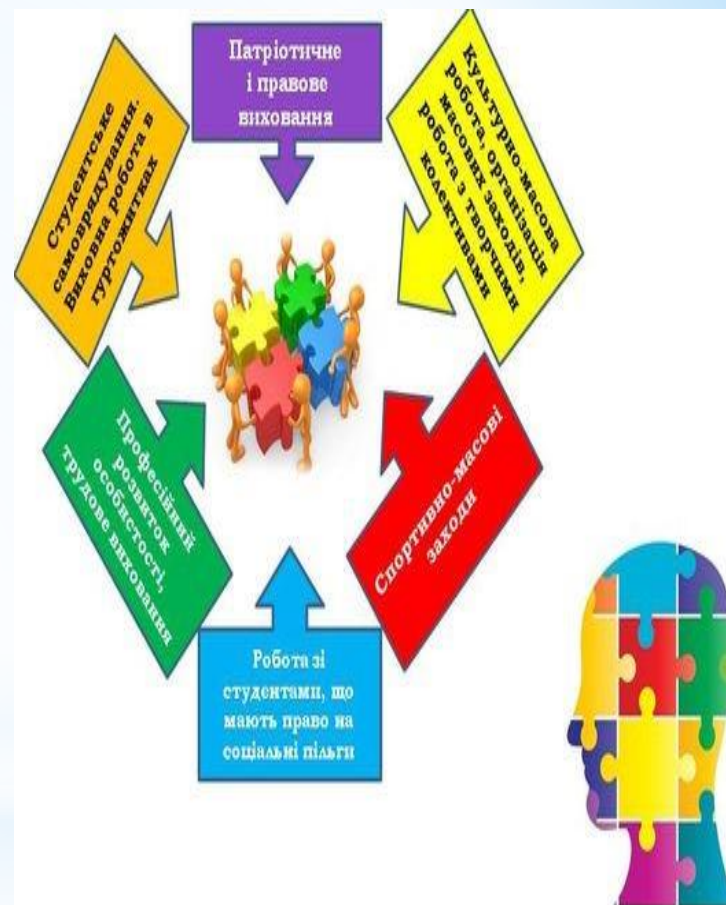 Патріотичне
і правове
виховання
Культурно-масова
робота, організація
масових заходів,
робота з творчими
колективами
Спортивно-масові
заходи
Робота зі
студентами, що
мають право на
соціальні пільги
Професійний
розвиток
особистості,
трудове виховання
Студентське
самоврядування.
Виховна робота в
гуртожитках